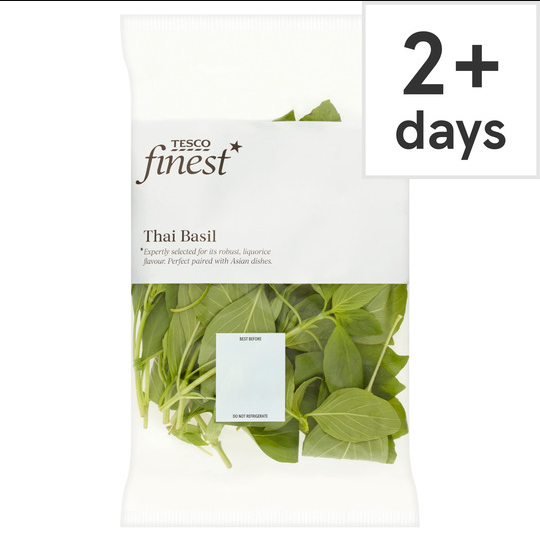 2+
days
TESCO
finest*
Thai Basil
*Expertly selected for its robust, liquorice
flavour. Perfect paired with Asian dishes.
BEST BEFORE
DO NOT REFRIGERATE